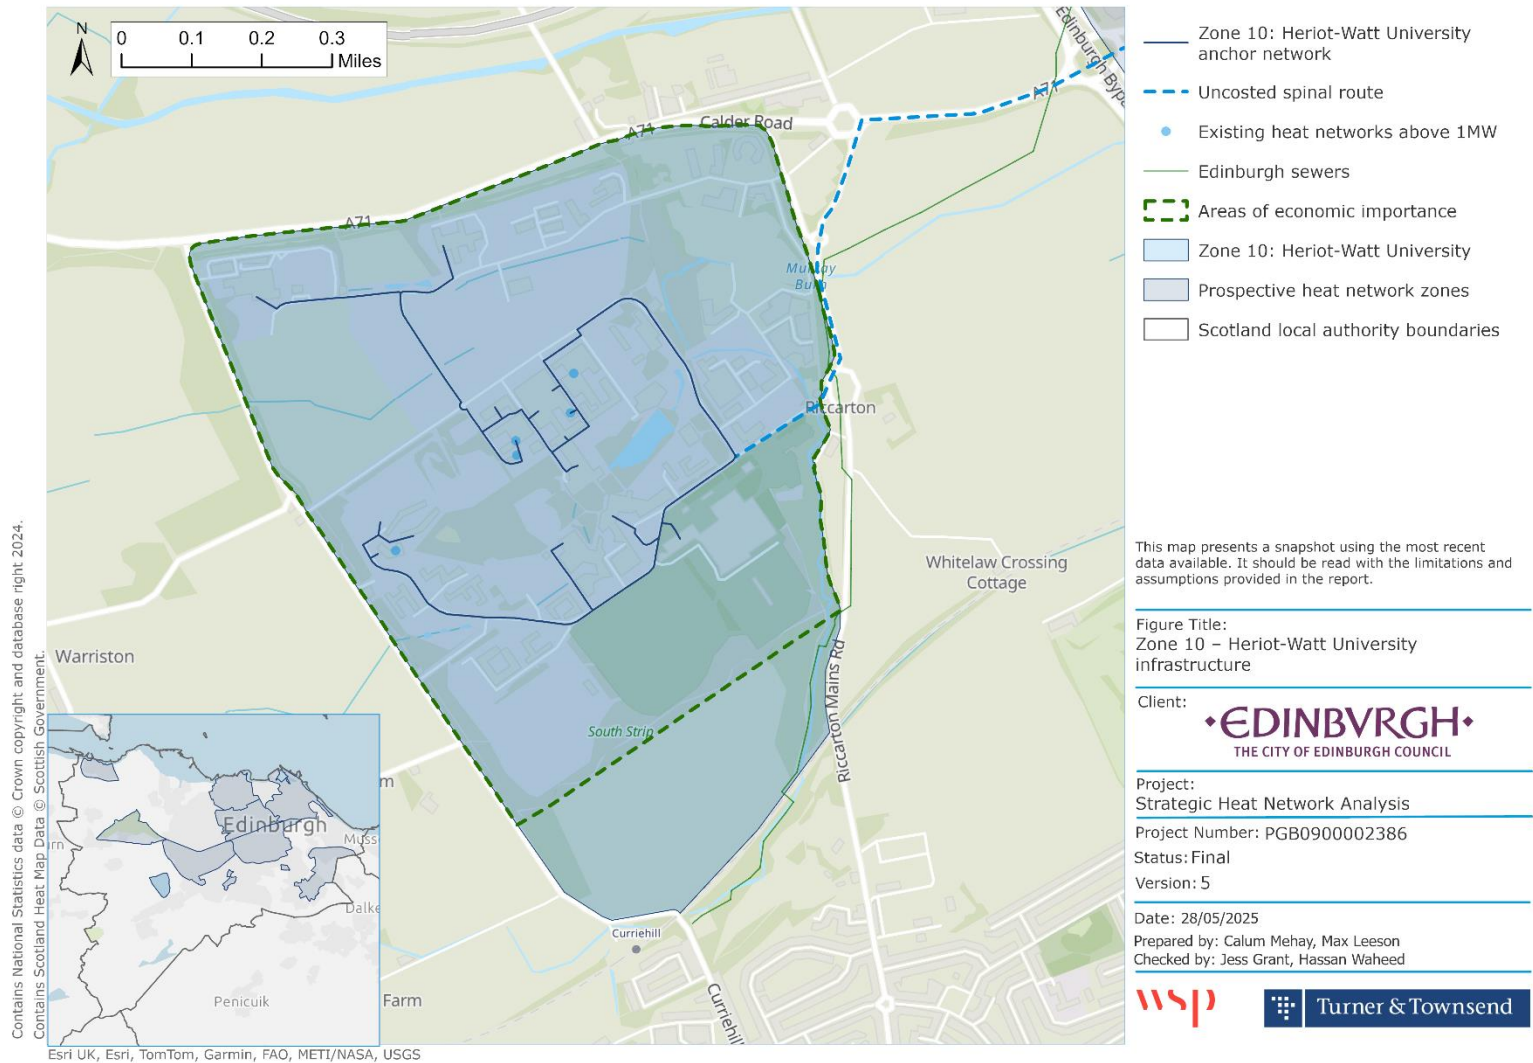 N
0 0.1 0.2 0.3
Miles
Edinburgh Bypa
A71
Calder Road
A71
A71
Murray
Burn
Riccarton
Whitelaw Crossing
Cottage
Warriston
Riccarton Mains Rd
South Strip
m
Curriehill
Farm
Curriehill
Edinburgh
Muss
rn
Dalke
Penicuik
Contains National Statistics data © Crown copyright and database right 2024.
Contains Scotland Heat Map Data © Scottish Government.
Esri UK, Esri, TomTom, Garmin, FAO, METI/NASA, USGS
Zone 10: Heriot-Watt University
anchor network
Uncosted spinal route
Existing heat networks above 1MW
Edinburgh sewers
Areas of economic importance
Zone 10: Heriot-Watt University
Prospective heat network zones
Scotland local authority boundaries
This map presents a snapshot using the most recent
data available. It should be read with the limitations and
assumptions provided in the report.
Figure Title:
Zone 10 – Heriot-Watt University
infrastructure
Client:
·EDINBVRGH·
THE CITY OF EDINBURGH COUNCIL
Project:
Strategic Heat Network Analysis
Project Number: PGB0900002386
Status: Final
Version: 5
Date: 28/05/2025
Prepared by: Calum Mehay, Max Leeson
Checked by: Jess Grant, Hassan Waheed
wsp
Turner & Townsend